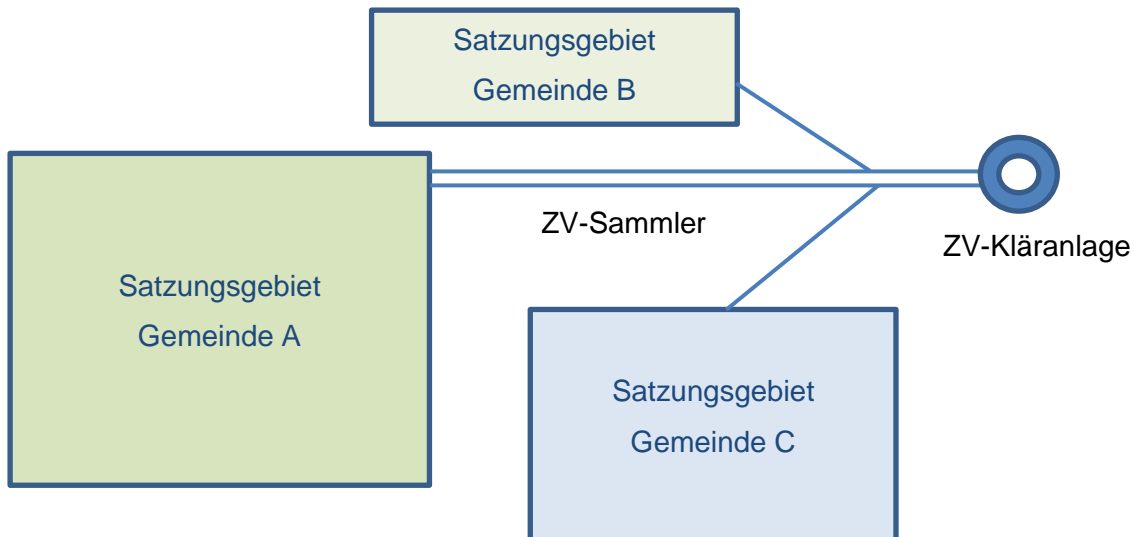 Satzungsgebiet
Gemeinde B
ZV-Sammler
ZV-Kläranlage
Satzungsgebiet
Gemeinde A
Satzungsgebiet
Gemeinde C